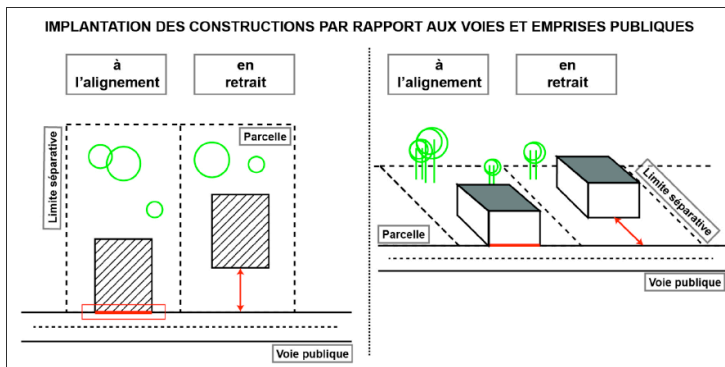 IMPLANTATION DES CONSTRUCTIONS PAR RAPPORT AUX VOIES ET EMPRISES PUBLIQUES
à
l'alignement
en
retrait
Limite séparative
Parcelle
Voie publique
à
l'alignement
en
retrait
Limite séparative
Parcelle
Voie publique